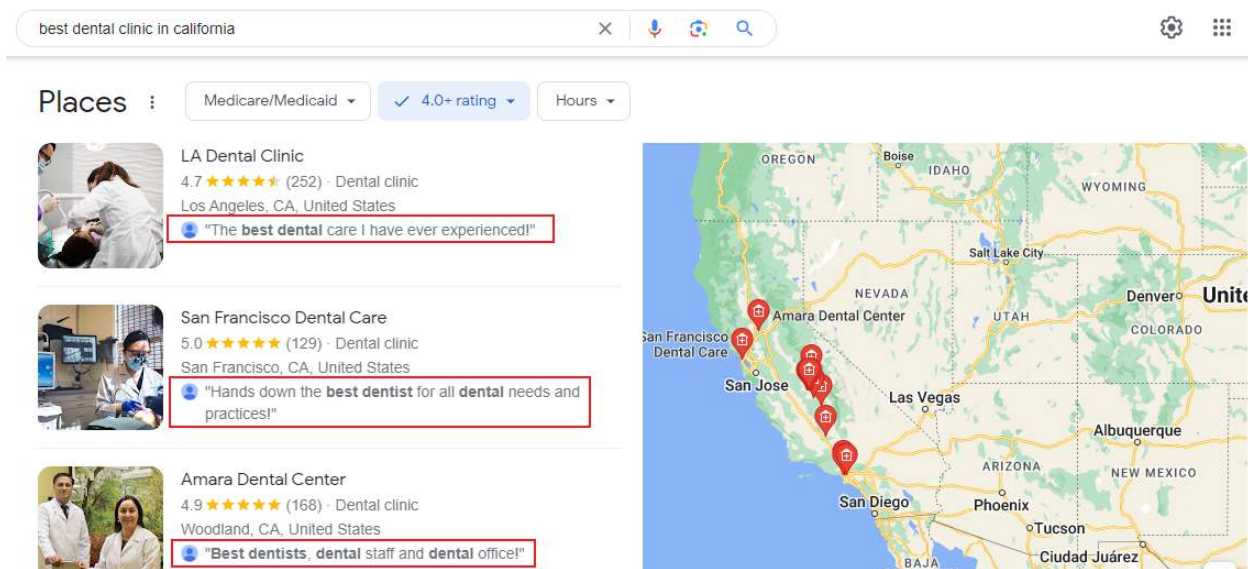 best dental clinic in california
Places
Medicare/Medicaid
4.0+ rating
Hours
LA Dental Clinic
4.7 (252) · Dental clinic
Los Angeles, CA, United States
"The best dental care I have ever experienced!"
San Francisco Dental Care
5.0 (129) · Dental clinic
San Francisco, CA, United States
"Hands down the best dentist for all dental needs and
practices!"
Amara Dental Center
4.9 (168) · Dental clinic
Woodland, CA, United States
"Best dentists, dental staff and dental office!"
OREGON
Boise
IDAHO
WYOMING
Salt Lake City
NEVADA
Denver
Unite
Amara Dental Center
UTAH
COLORADO
San Francisco
Dental Care
San Jose
Las Vegas
Albuquerque
ARIZONA
NEW MEXICO
San Diego
Phoenix
Tucson
Ciudad Juárez
BAJA